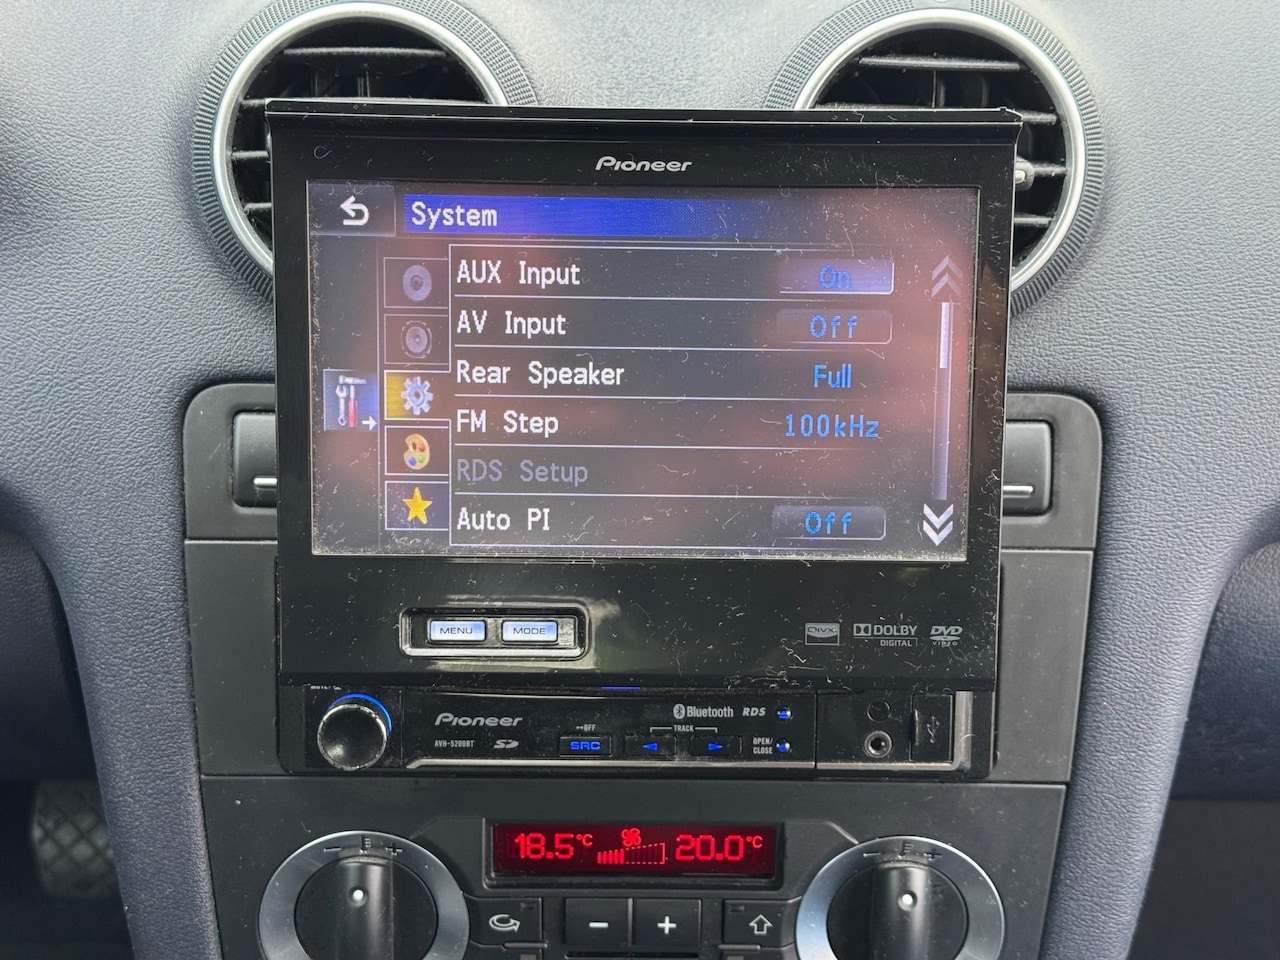 Pioneer
System
AUX Input On
AV Input Off
Rear Speaker Full
FM Step 100kHz
RDS Setup
Auto PI Off
MENU MODE
DIVX DOLBY DIGITAL DVD VIDEO
Pioneer
AVH-5200BT SD
OFF
SRC
TRACK
Bluetooth RDS
OPEN/
CLOSE
18.5°C 20.0°C
− +
− +
− +